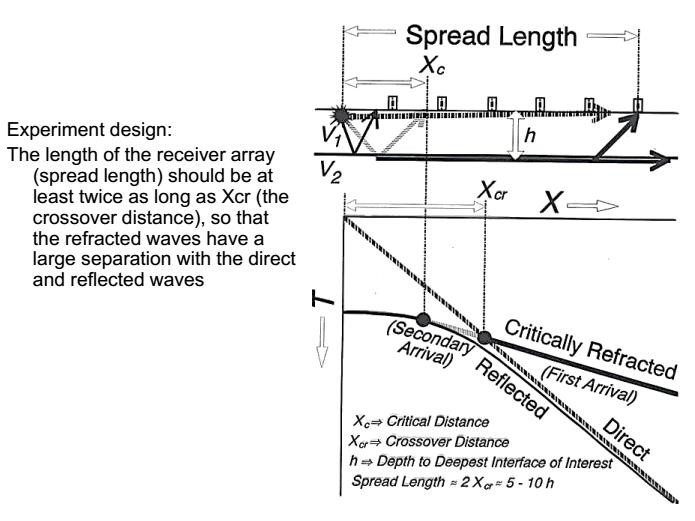 Spread Length
Xc
Experiment design:
The length of the receiver array
(spread length) should be at
least twice as long as Xcr (the
crossover distance), so that
the refracted waves have a
large separation with the direct
and reflected waves
V1
h
V2
Xcr
X
T
Critically Refracted
(First Arrival)
(Secondary
Arrival)
Reflected
Direct
Xc⇒ Critical Distance
Xcr⇒ Crossover Distance
h ⇒ Depth to Deepest Interface of Interest
Spread Length ≈ 2 Xcr ≈ 5 - 10 h